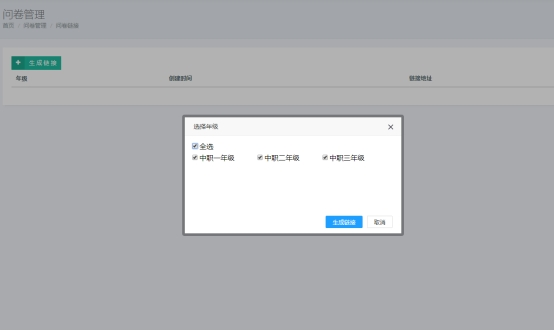 问卷管理
首页 / 问卷管理 / 问卷链接
+ 生成链接
年级 创建时间 链接地址
选择年级 ×
全选
中职一年级 中职二年级 中职三年级
生成链接 取消